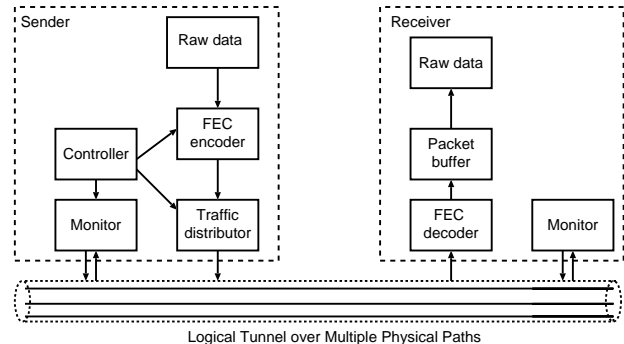 Sender
Raw data
FEC
encoder
Controller
Monitor
Traffic
distributor
Receiver
Raw data
Packet
buffer
FEC
decoder
Monitor
Logical Tunnel over Multiple Physical Paths